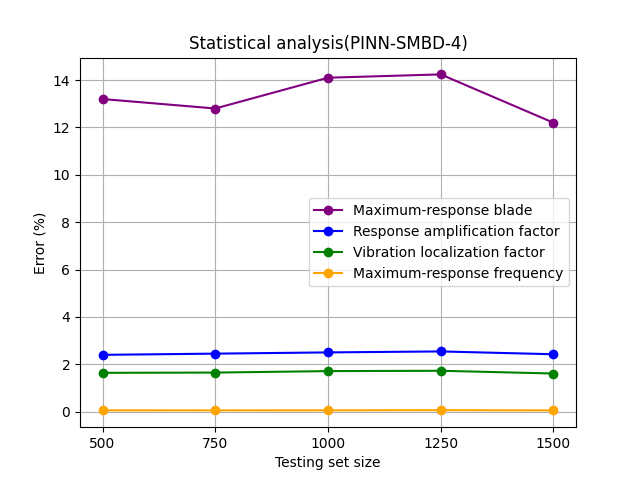 Statistical analysis(PINN-SMBD-4)
14
12
10
8
6
4
2
0
Error (%)
Maximum-response blade
Response amplification factor
Vibration localization factor
Maximum-response frequency
500 750 1000 1250 1500
Testing set size